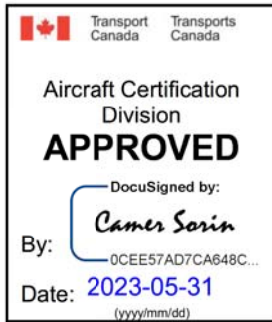 Transport Transports
Canada Canada
Aircraft Certification
Division
APPROVED
DocuSigned by:
Camer Sorin
By:
0CEE57AD7CA648C...
Date: 2023-05-31
(yyyy/mm/dd)